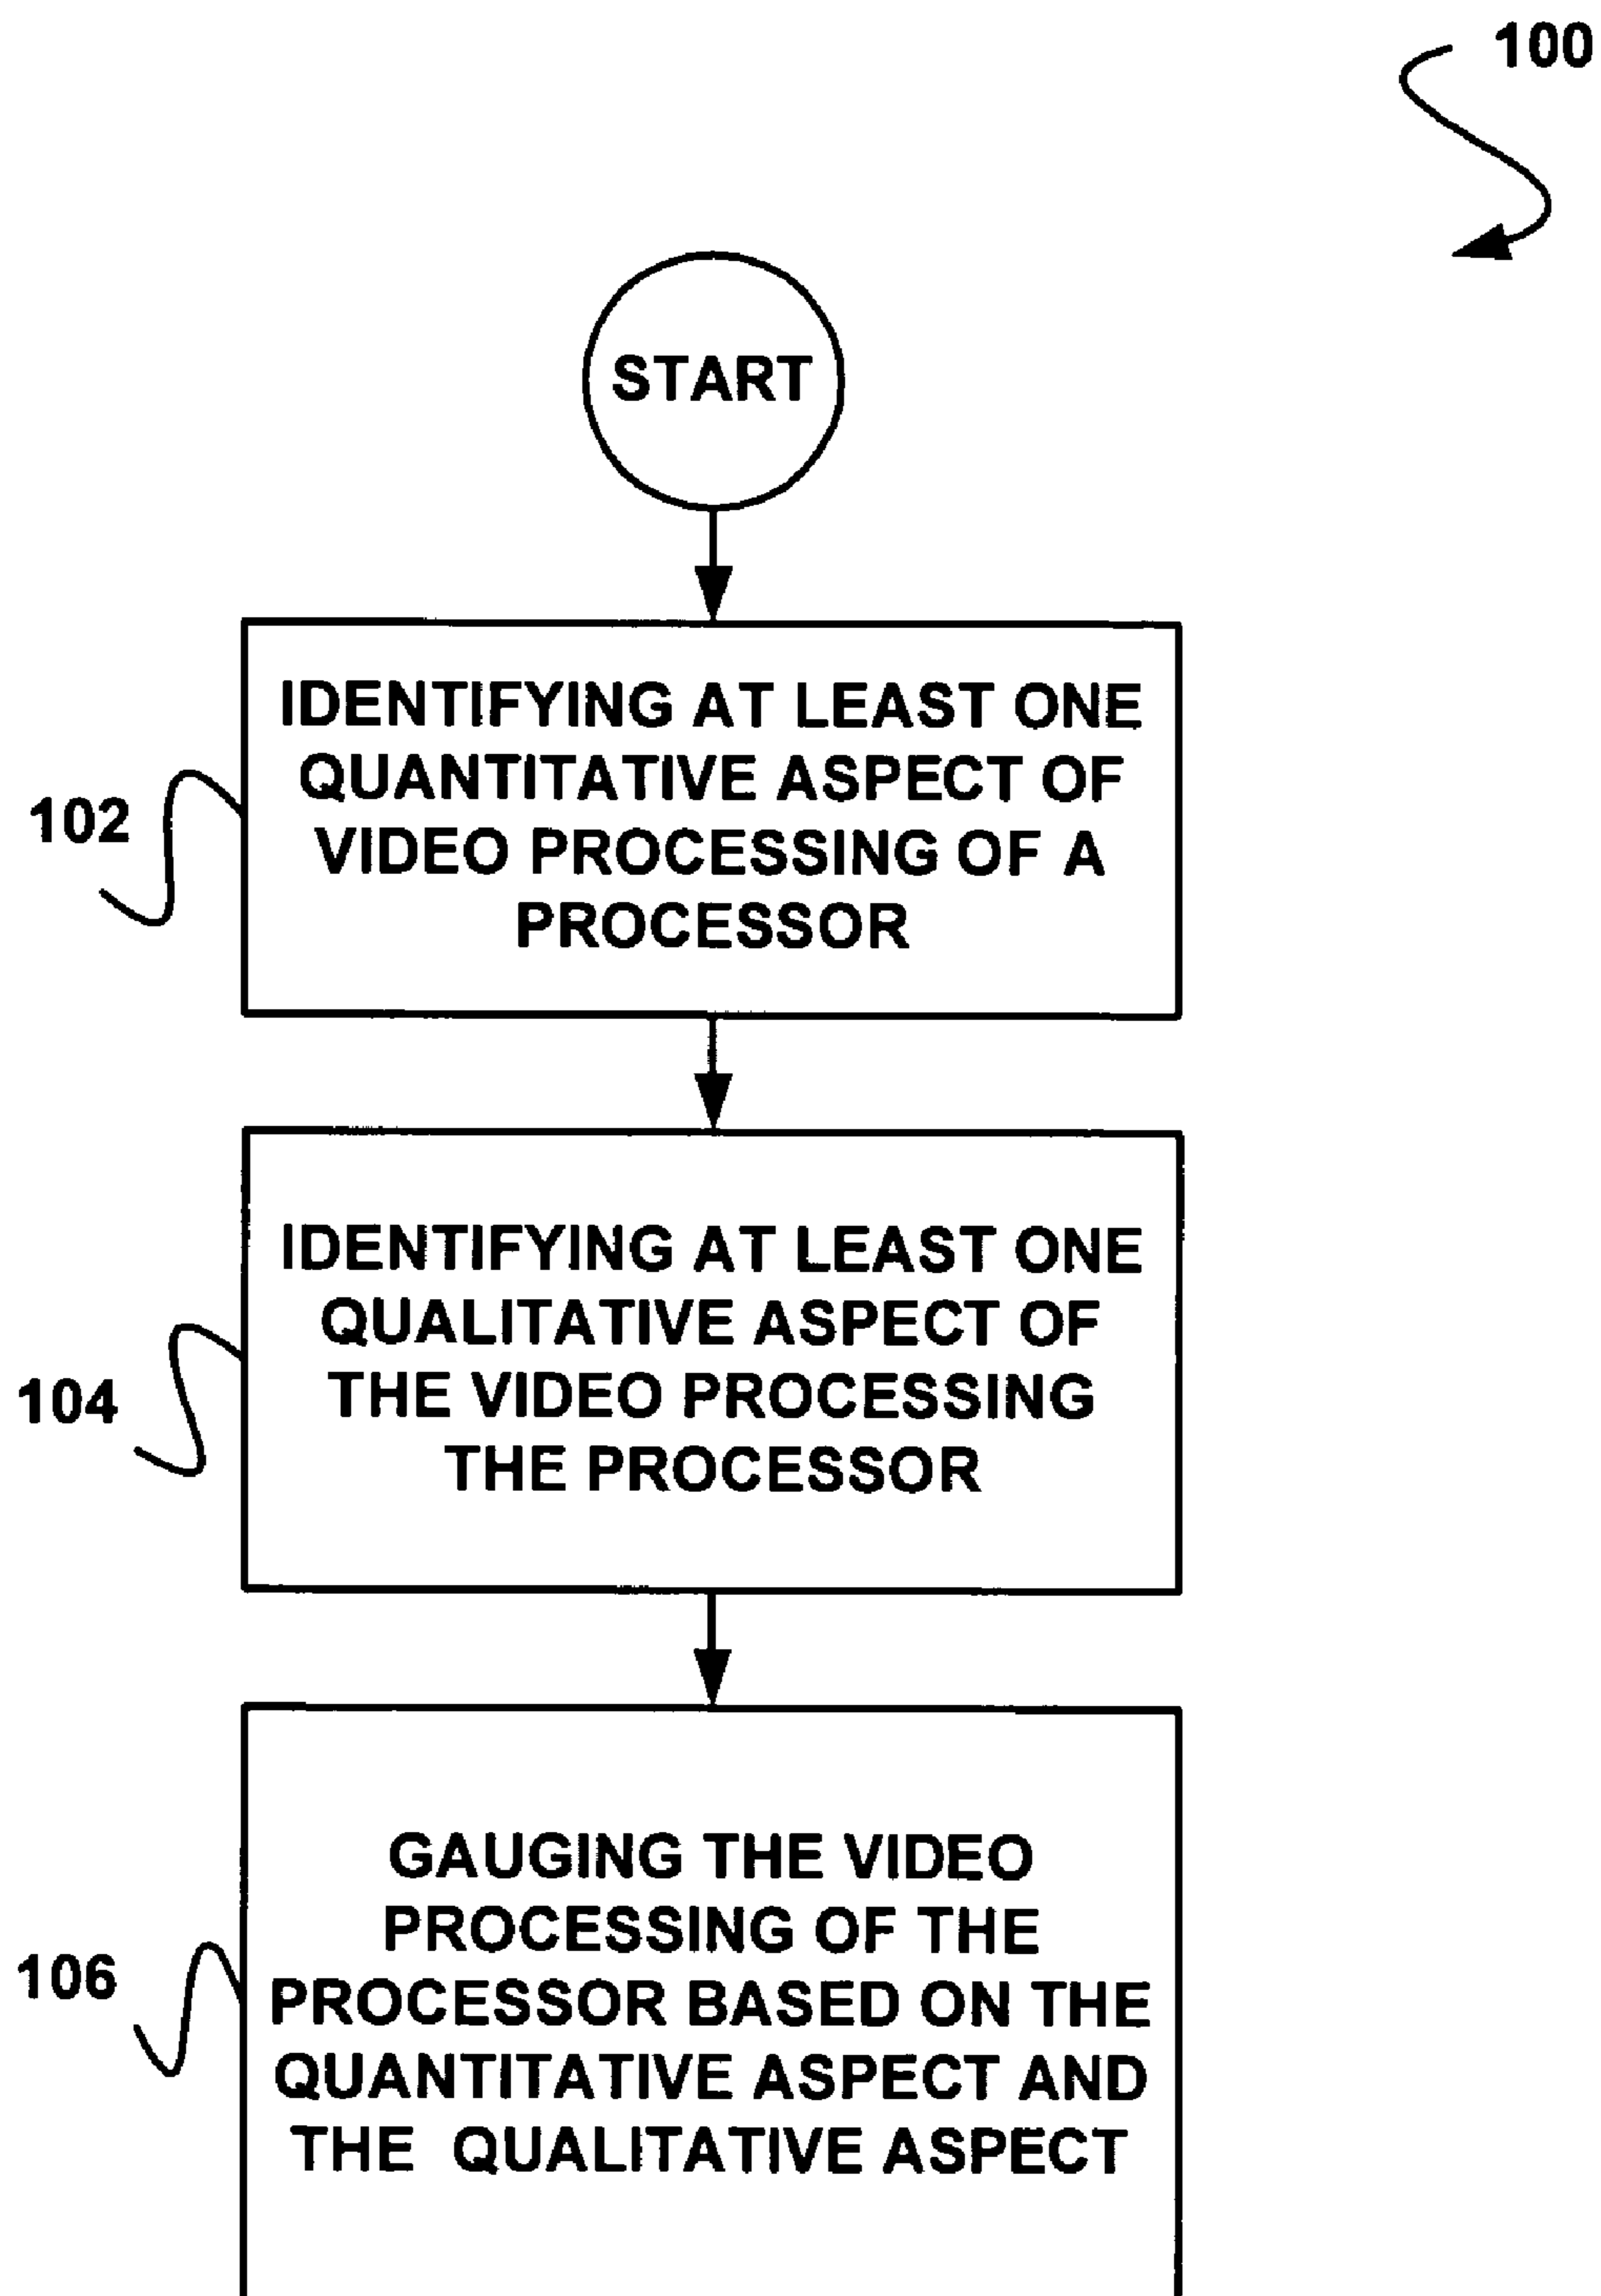 100
START
IDENTIFYING AT LEAST ONE
QUANTITATIVE ASPECT OF
VIDEO PROCESSING OF A
PROCESSOR
102
IDENTIFYING AT LEAST ONE
QUALITATIVE ASPECT OF
THE VIDEO PROCESSING
THE PROCESSOR
104
GAUGING THE VIDEO
PROCESSING OF THE
PROCESSOR BASED ON THE
QUANTITATIVE ASPECT AND
THE QUALITATIVE ASPECT
106